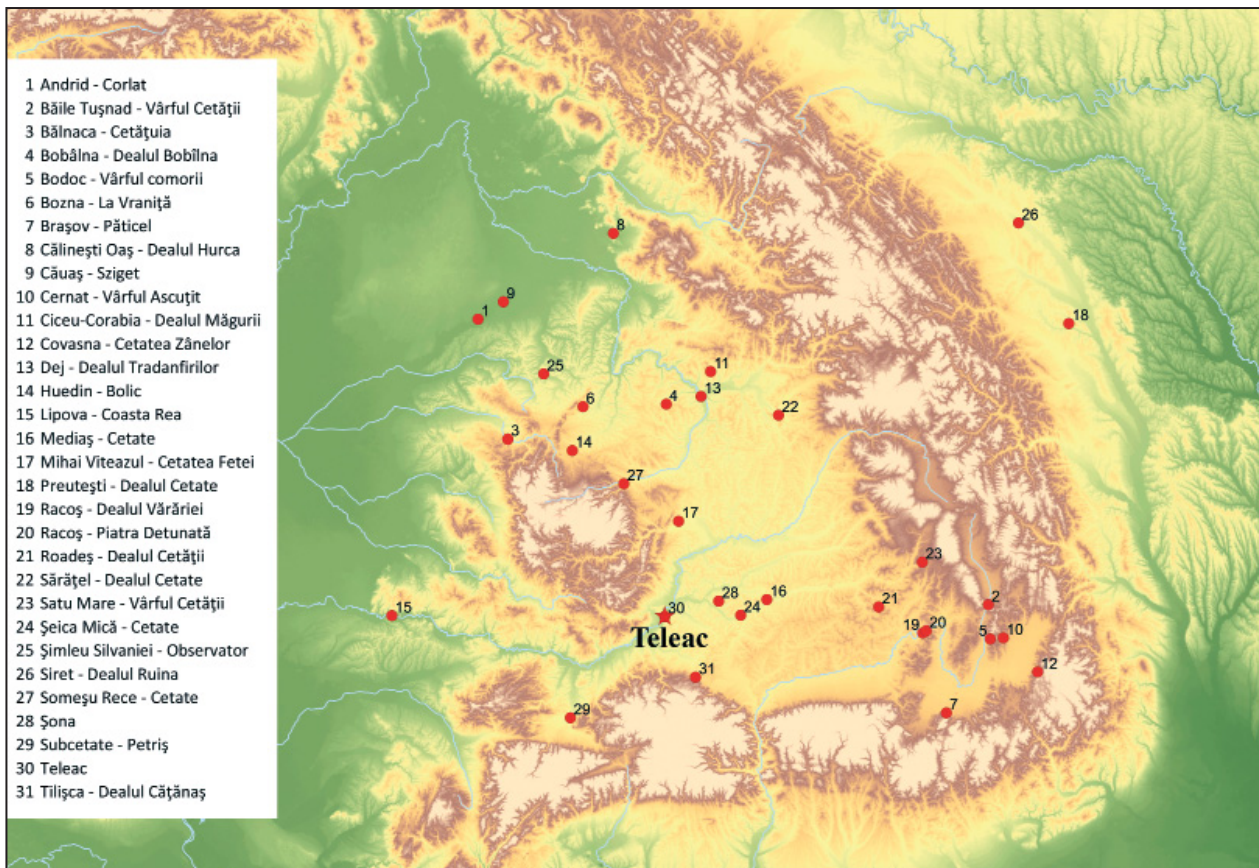 1 Andrid - Corlat
2 Băile Tuşnad - Vârful Cetăţii
3 Bălnaca - Cetăţuia
4 Bobâlna - Dealul Bobîlna
5 Bodoc - Vârful comorii
6 Bozna - La Vraniţă
7 Braşov - Păticel
8 Călineşti Oaş - Dealul Hurca
9 Căuaş - Sziget
10 Cernat - Vârful Ascuţit
11 Ciceu-Corabia - Dealul Măgurii
12 Covasna - Cetatea Zânelor
13 Dej - Dealul Tradanfirilor
14 Huedin - Bolic
15 Lipova - Coasta Rea
16 Mediaş - Cetate
17 Mihai Viteazul - Cetatea Fetei
18 Preuteşti - Dealul Cetate
19 Racoş - Dealul Vărăriei
20 Racoş - Piatra Detunată
21 Roadeş - Dealul Cetăţii
22 Sărăţel - Dealul Cetate
23 Satu Mare - Vârful Cetăţii
24 Şeica Mică - Cetate
25 Şimleu Silvaniei - Observator
26 Siret - Dealul Ruina
27 Someşu Rece - Cetate
28 Şona
29 Subcetate - Petriş
30 Teleac
31 Tilişca - Dealul Căţănaş
26
8
9
1
18
11
25
13
6
4
22
3
14
27
17
23
28
16
2
21
15
30
24
20
Teleac
19
5
10
12
31
7
29